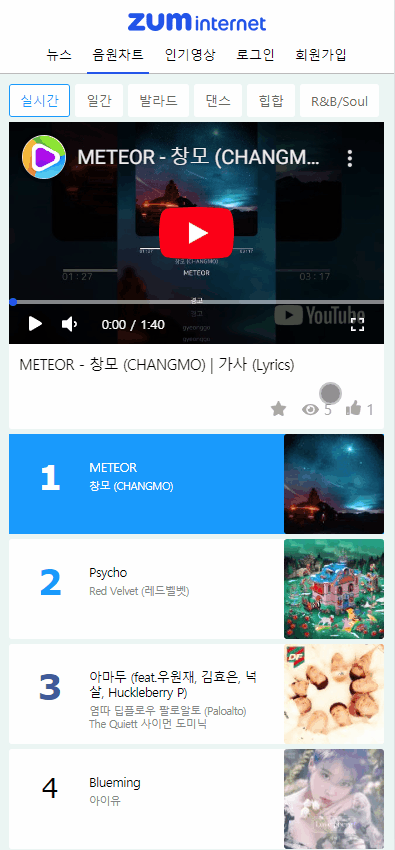 zum internet
뉴스 음원차트 인기영상 로그인 회원가입
실시간 일간 발라드 댄스 힙합 R&B/Soul
METEOR - 창모 (CHANGM...
01:27 03:17
METEOR
경고
YouTube
0:00 / 1:40
METEOR - 창모 (CHANGMO) | 가사 (Lyrics)
5 1
1 METEOR
창모 (CHANGMO)
2 Psycho
Red Velvet (레드벨벳)
3 아마두 (feat.우원재, 김효은, 넉
살, Huckleberry P)
염따 딥플로우 팔로알토 (Paloalto)
The Quiett 사이먼 도미닉
DF
4 Blueming
아이유